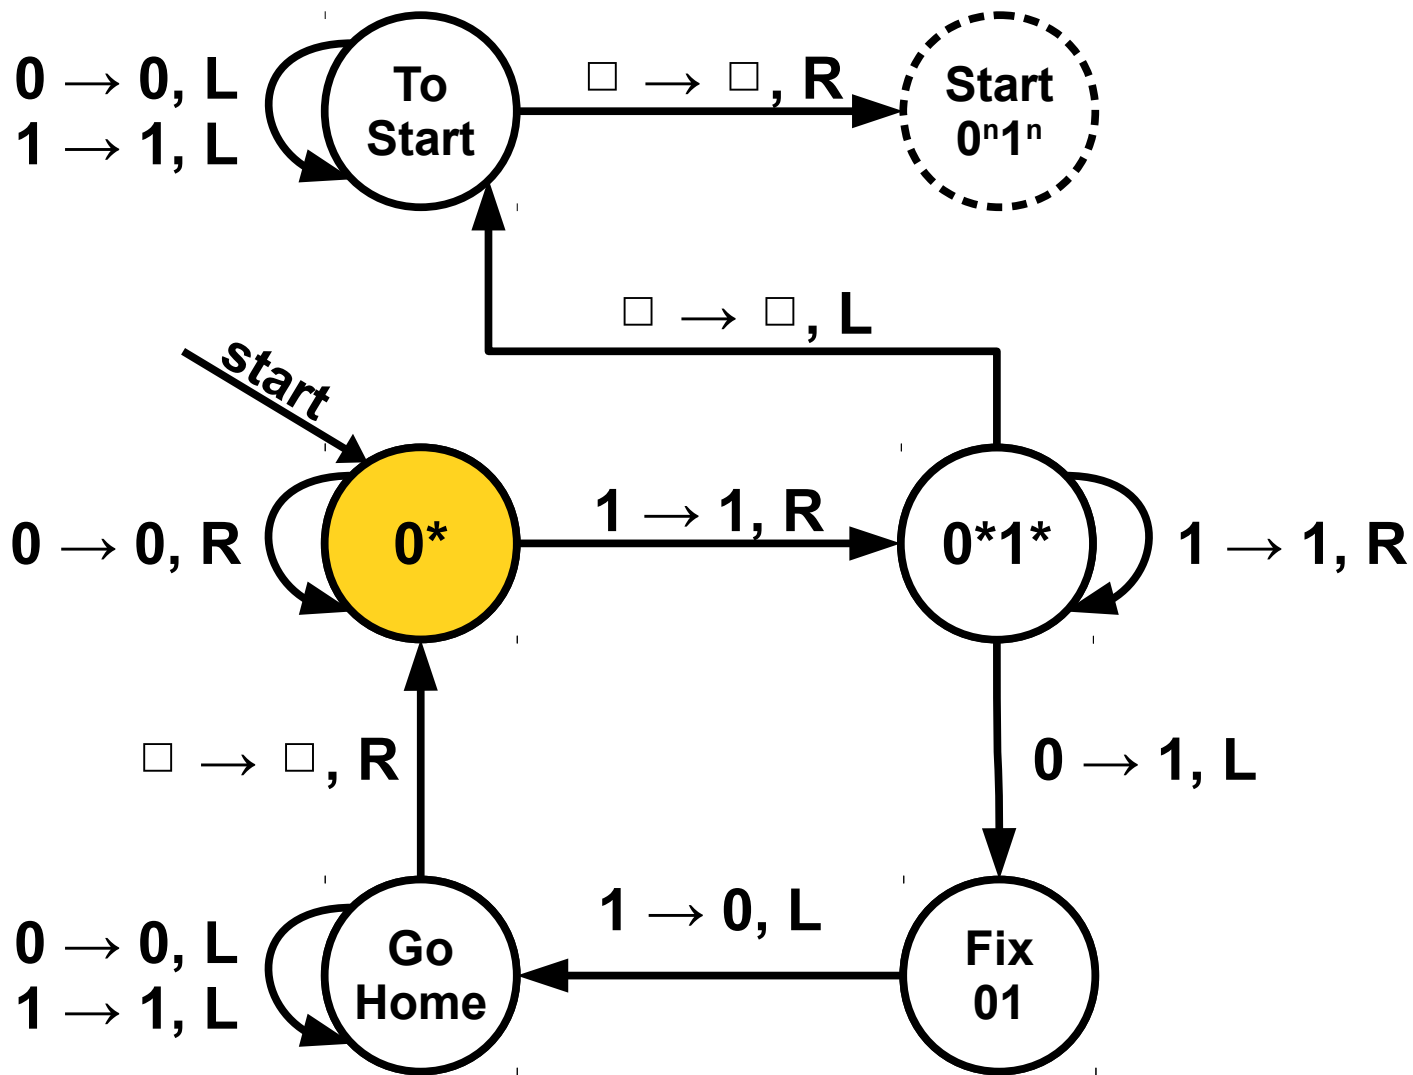 0 → 0, L
1 → 1, L
To
Start
□ → □, R
Start
0ⁿ1ⁿ
□ → □, L
start
0 → 0, R
0*
1 → 1, R
0*1*
1 → 1, R
□ → □, R
0 → 1, L
0 → 0, L
1 → 1, L
Go
Home
1 → 0, L
Fix
01